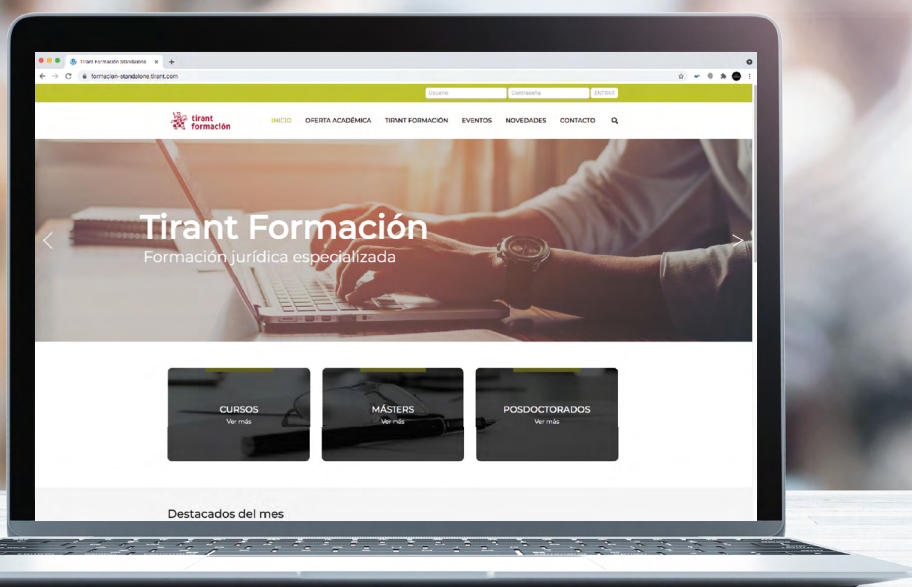 Tirant Formación Standalone
formacion-standalone.tirant.com
Usuario Contraseña ENTRAR
tirant
formación
INICIO OFERTA ACADÉMICA TIRANT FORMACIÓN EVENTOS NOVEDADES CONTACTO
Tirant Formación
Formación jurídica especializada
CURSOS
Ver más
MÁSTERS
Ver más
POSDOCTORADOS
Ver más
Destacados del mes